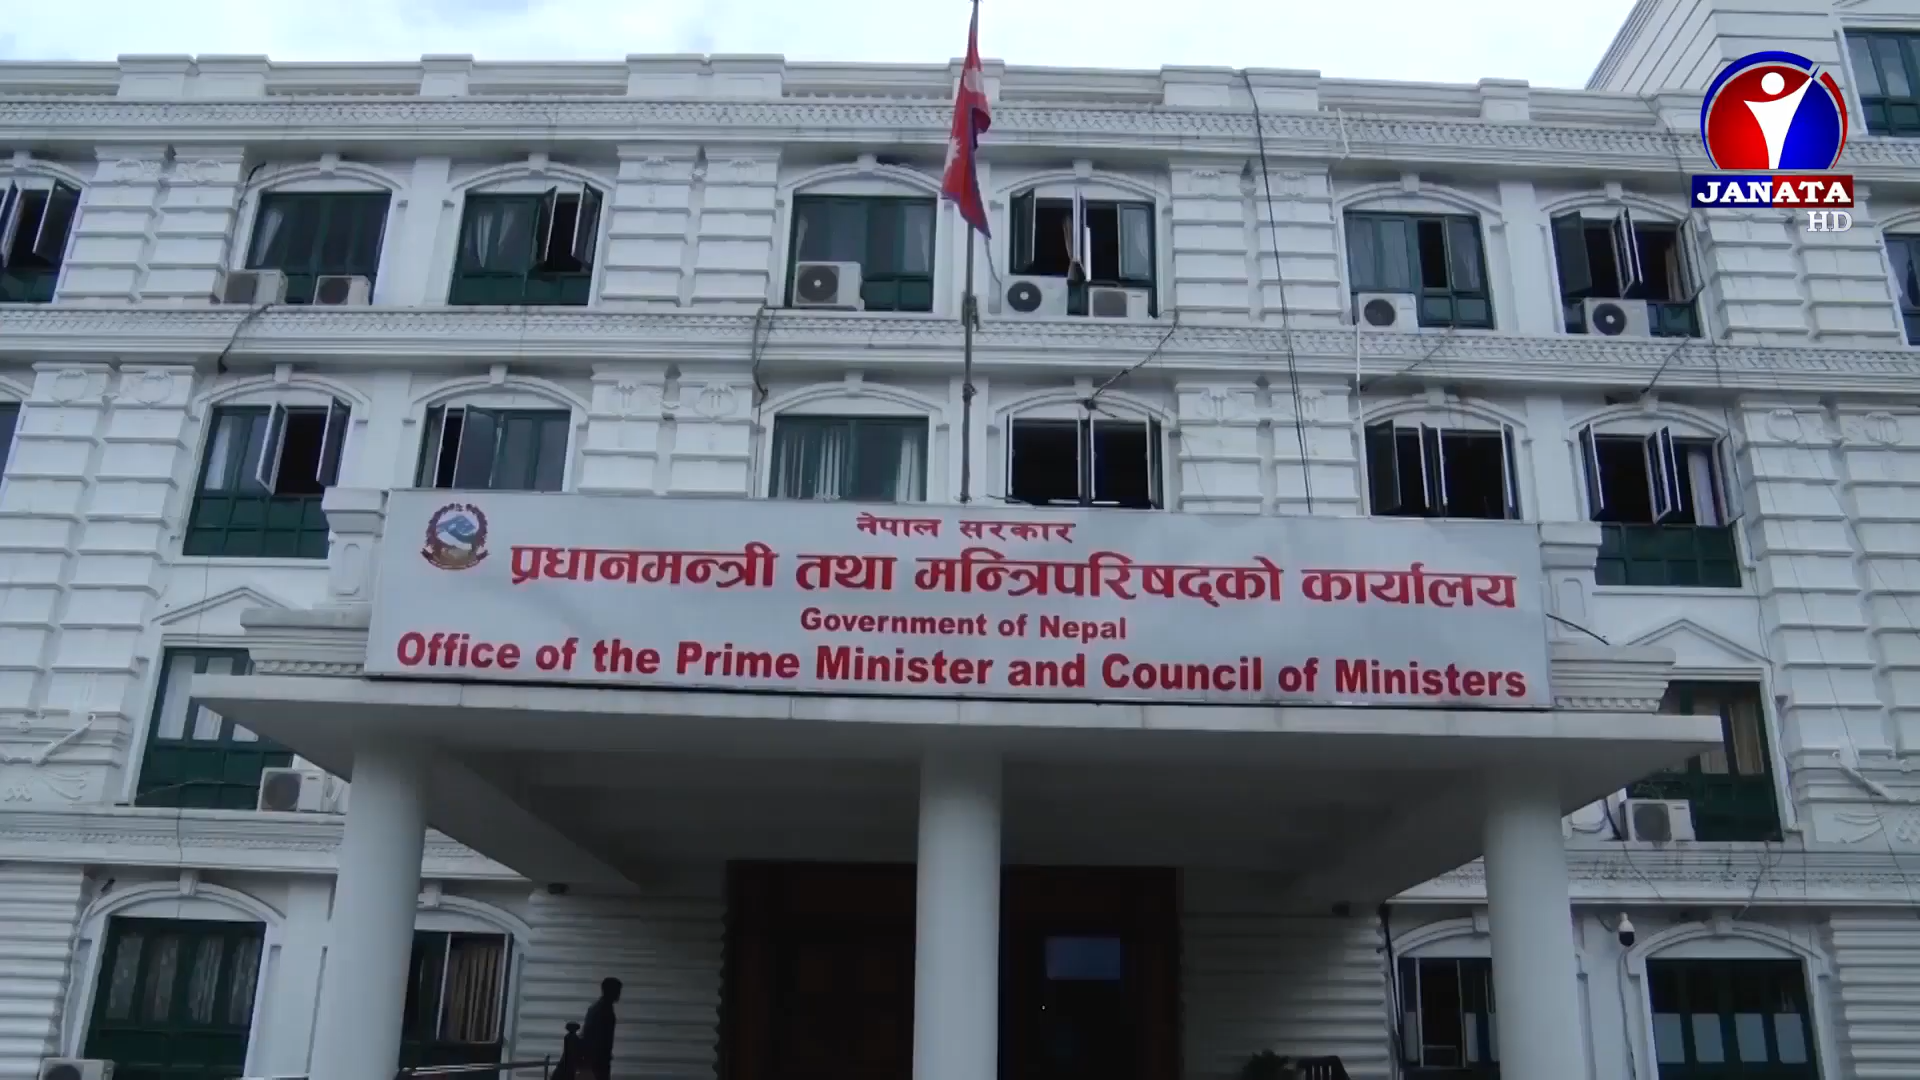 JANATA
HD
नेपाल सरकार
प्रधानमन्त्री तथा मन्त्रिपरिषद्को कार्यालय
Government of Nepal
Office of the Prime Minister and Council of Ministers